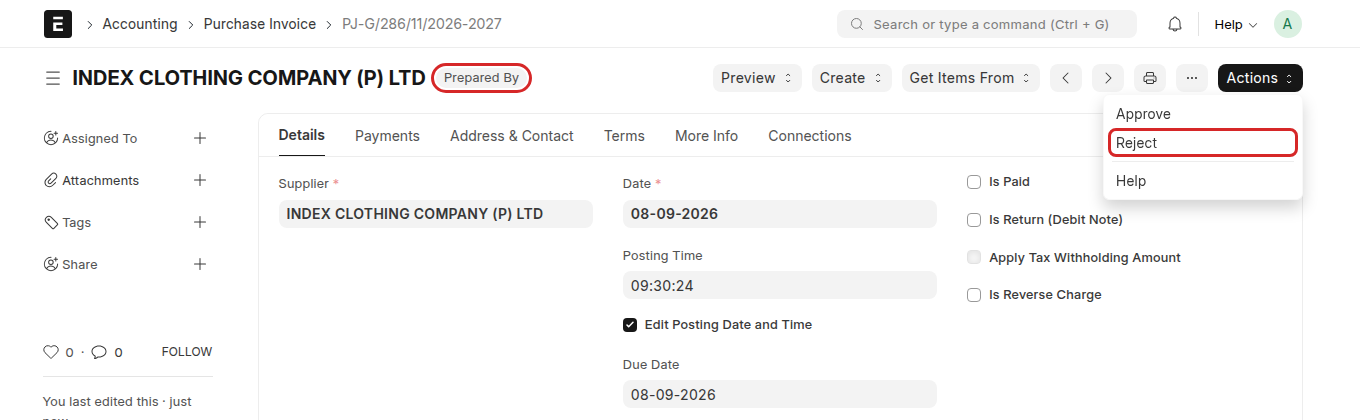 E Accounting Purchase Invoice PJ-G/286/11/2026-2027 Search or type a command (Ctrl + G) Help A
INDEX CLOTHING COMPANY (P) LTD Prepared By Preview Create Get Items From ··· Actions
Approve
Reject
Help
Assigned To
Attachments
Tags
Share
0 · 0 FOLLOW
You last edited this · just
Details Payments Address & Contact Terms More Info Connections
Supplier *
INDEX CLOTHING COMPANY (P) LTD
Date *
08-09-2026
Posting Time
09:30:24
Edit Posting Date and Time
Due Date
08-09-2026
Is Paid
Is Return (Debit Note)
Apply Tax Withholding Amount
Is Reverse Charge